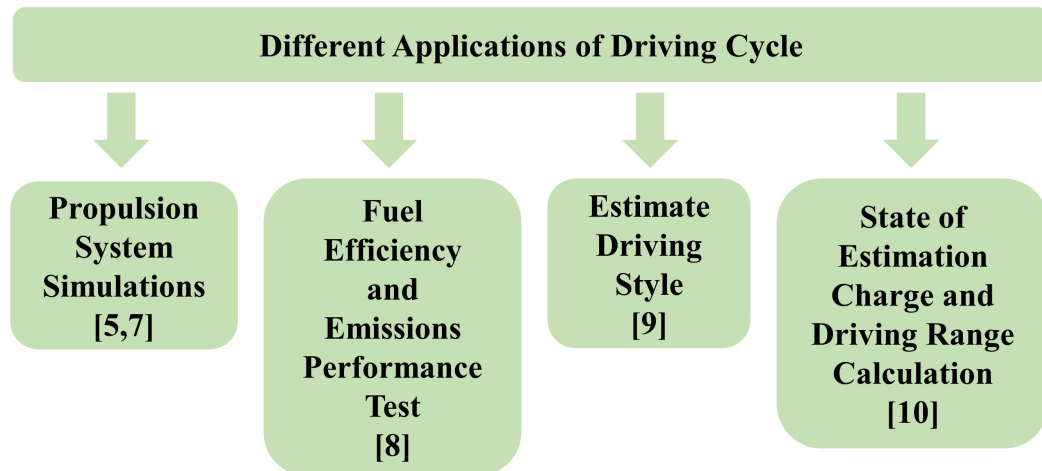 Different Applications of Driving Cycle
Propulsion
System
Simulations
[5,7]
Fuel
Efficiency
and
Emissions
Performance
Test
[8]
Estimate
Driving
Style
[9]
State of
Estimation
Charge and
Driving Range
Calculation
[10]